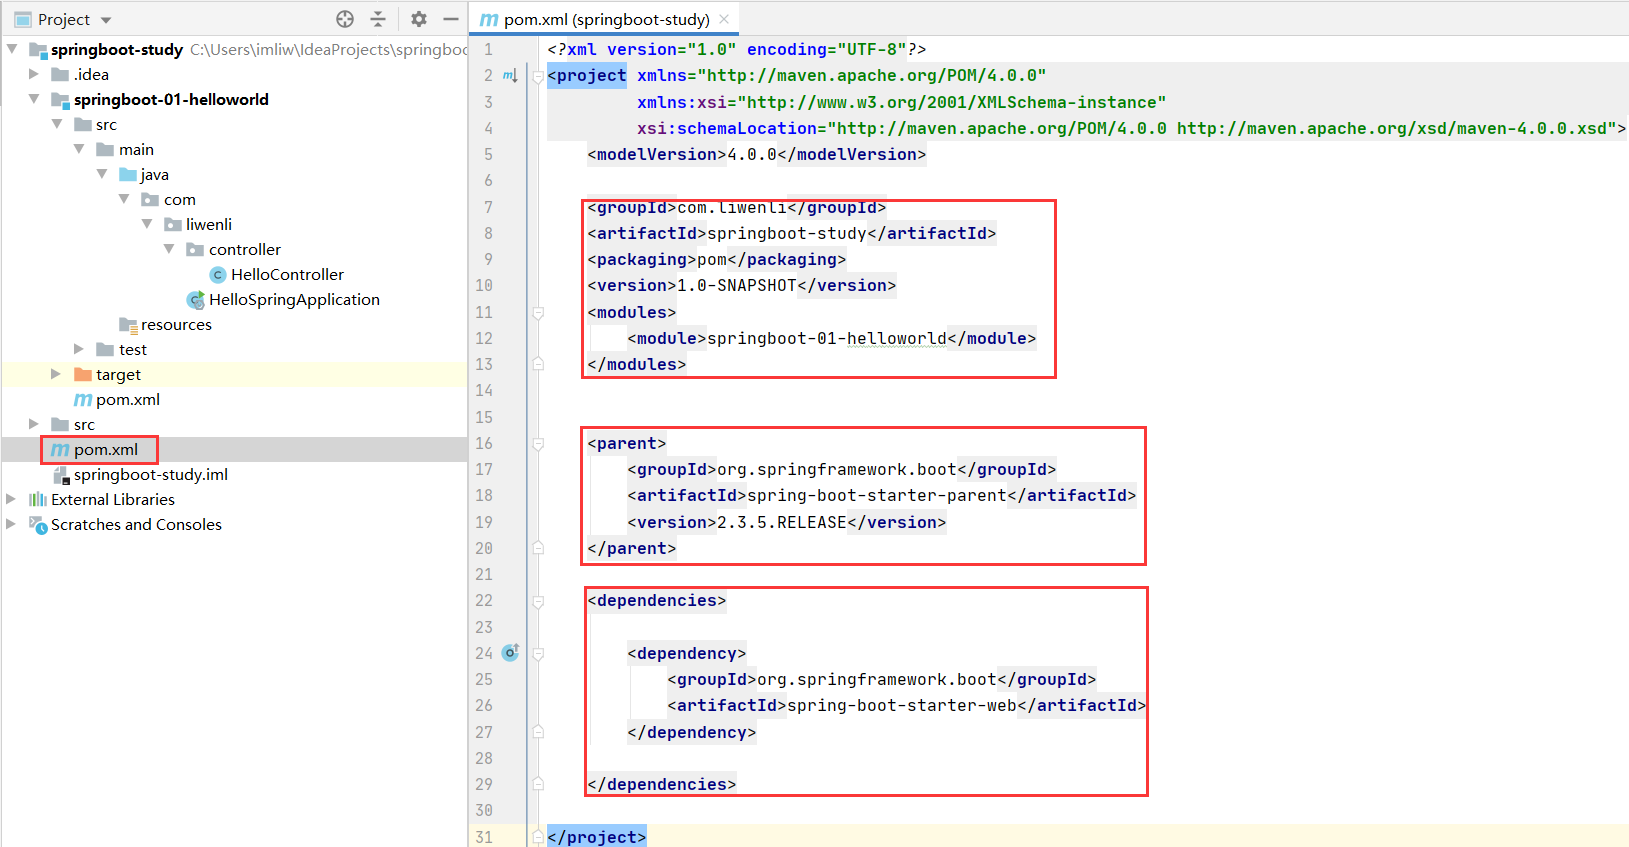 Project
springboot-study C:\Users\imliw\IdeaProjects\springboo
.idea
springboot-01-helloworld
src
main
java
com
liwenli
controller
HelloController
HelloSpringApplication
resources
test
target
pom.xml
src
pom.xml
springboot-study.iml
External Libraries
Scratches and Consoles
pom.xml (springboot-study)
1 <?xml version="1.0" encoding="UTF-8"?>
2 <project xmlns="http://maven.apache.org/POM/4.0.0"
3 xmlns:xsi="http://www.w3.org/2001/XMLSchema-instance"
4 xsi:schemaLocation="http://maven.apache.org/POM/4.0.0 http://maven.apache.org/xsd/maven-4.0.0.xsd">
5 <modelVersion>4.0.0</modelVersion>
6
7 <groupId>com.liwenli</groupId>
8 <artifactId>springboot-study</artifactId>
9 <packaging>pom</packaging>
10 <version>1.0-SNAPSHOT</version>
11 <modules>
12 <module>springboot-01-helloworld</module>
13 </modules>
14
15
16 <parent>
17 <groupId>org.springframework.boot</groupId>
18 <artifactId>spring-boot-starter-parent</artifactId>
19 <version>2.3.5.RELEASE</version>
20 </parent>
21
22 <dependencies>
23
24 <dependency>
25 <groupId>org.springframework.boot</groupId>
26 <artifactId>spring-boot-starter-web</artifactId>
27 </dependency>
28
29 </dependencies>
30
31 </project>